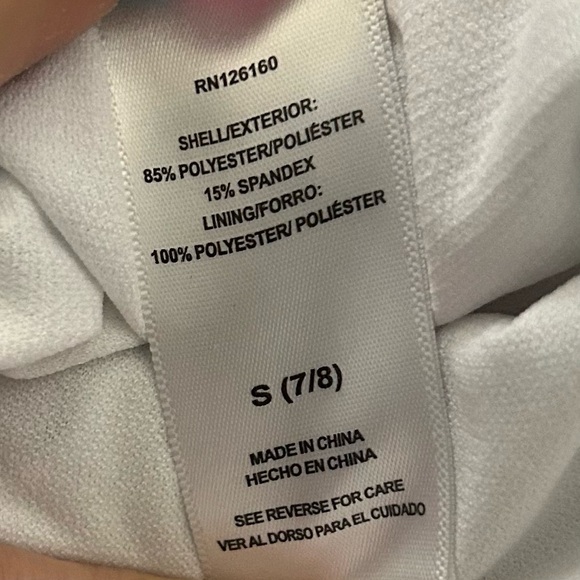 RN126160
SHELL/EXTERIOR:
85% POLYESTER/POLIÉSTER
15% SPANDEX
LINING/FORRO:
100% POLYESTER/ POLIÉSTER
S (7/8)
MADE IN CHINA
HECHO EN CHINA
SEE REVERSE FOR CARE
VER AL DORSO PARA EL CUIDADO